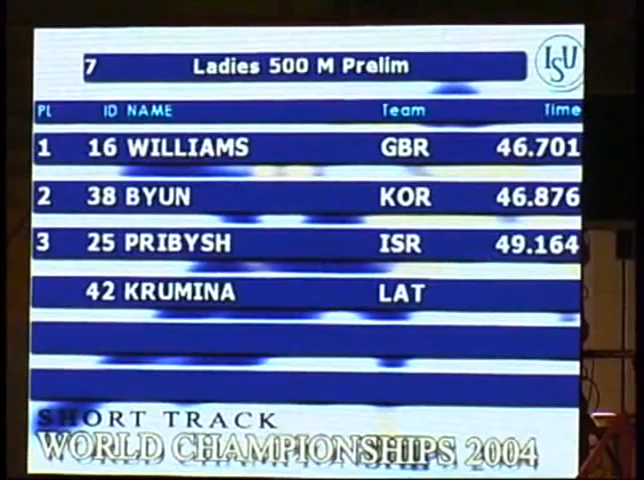 7 Ladies 500 M Prelim ISU
PL ID NAME Team Time
1 16 WILLIAMS GBR 46.701
2 38 BYUN KOR 46.876
3 25 PRIBYSH ISR 49.164
42 KRUMINA LAT
SHORT TRACK
WORLD CHAMPIONSHIPS 2004